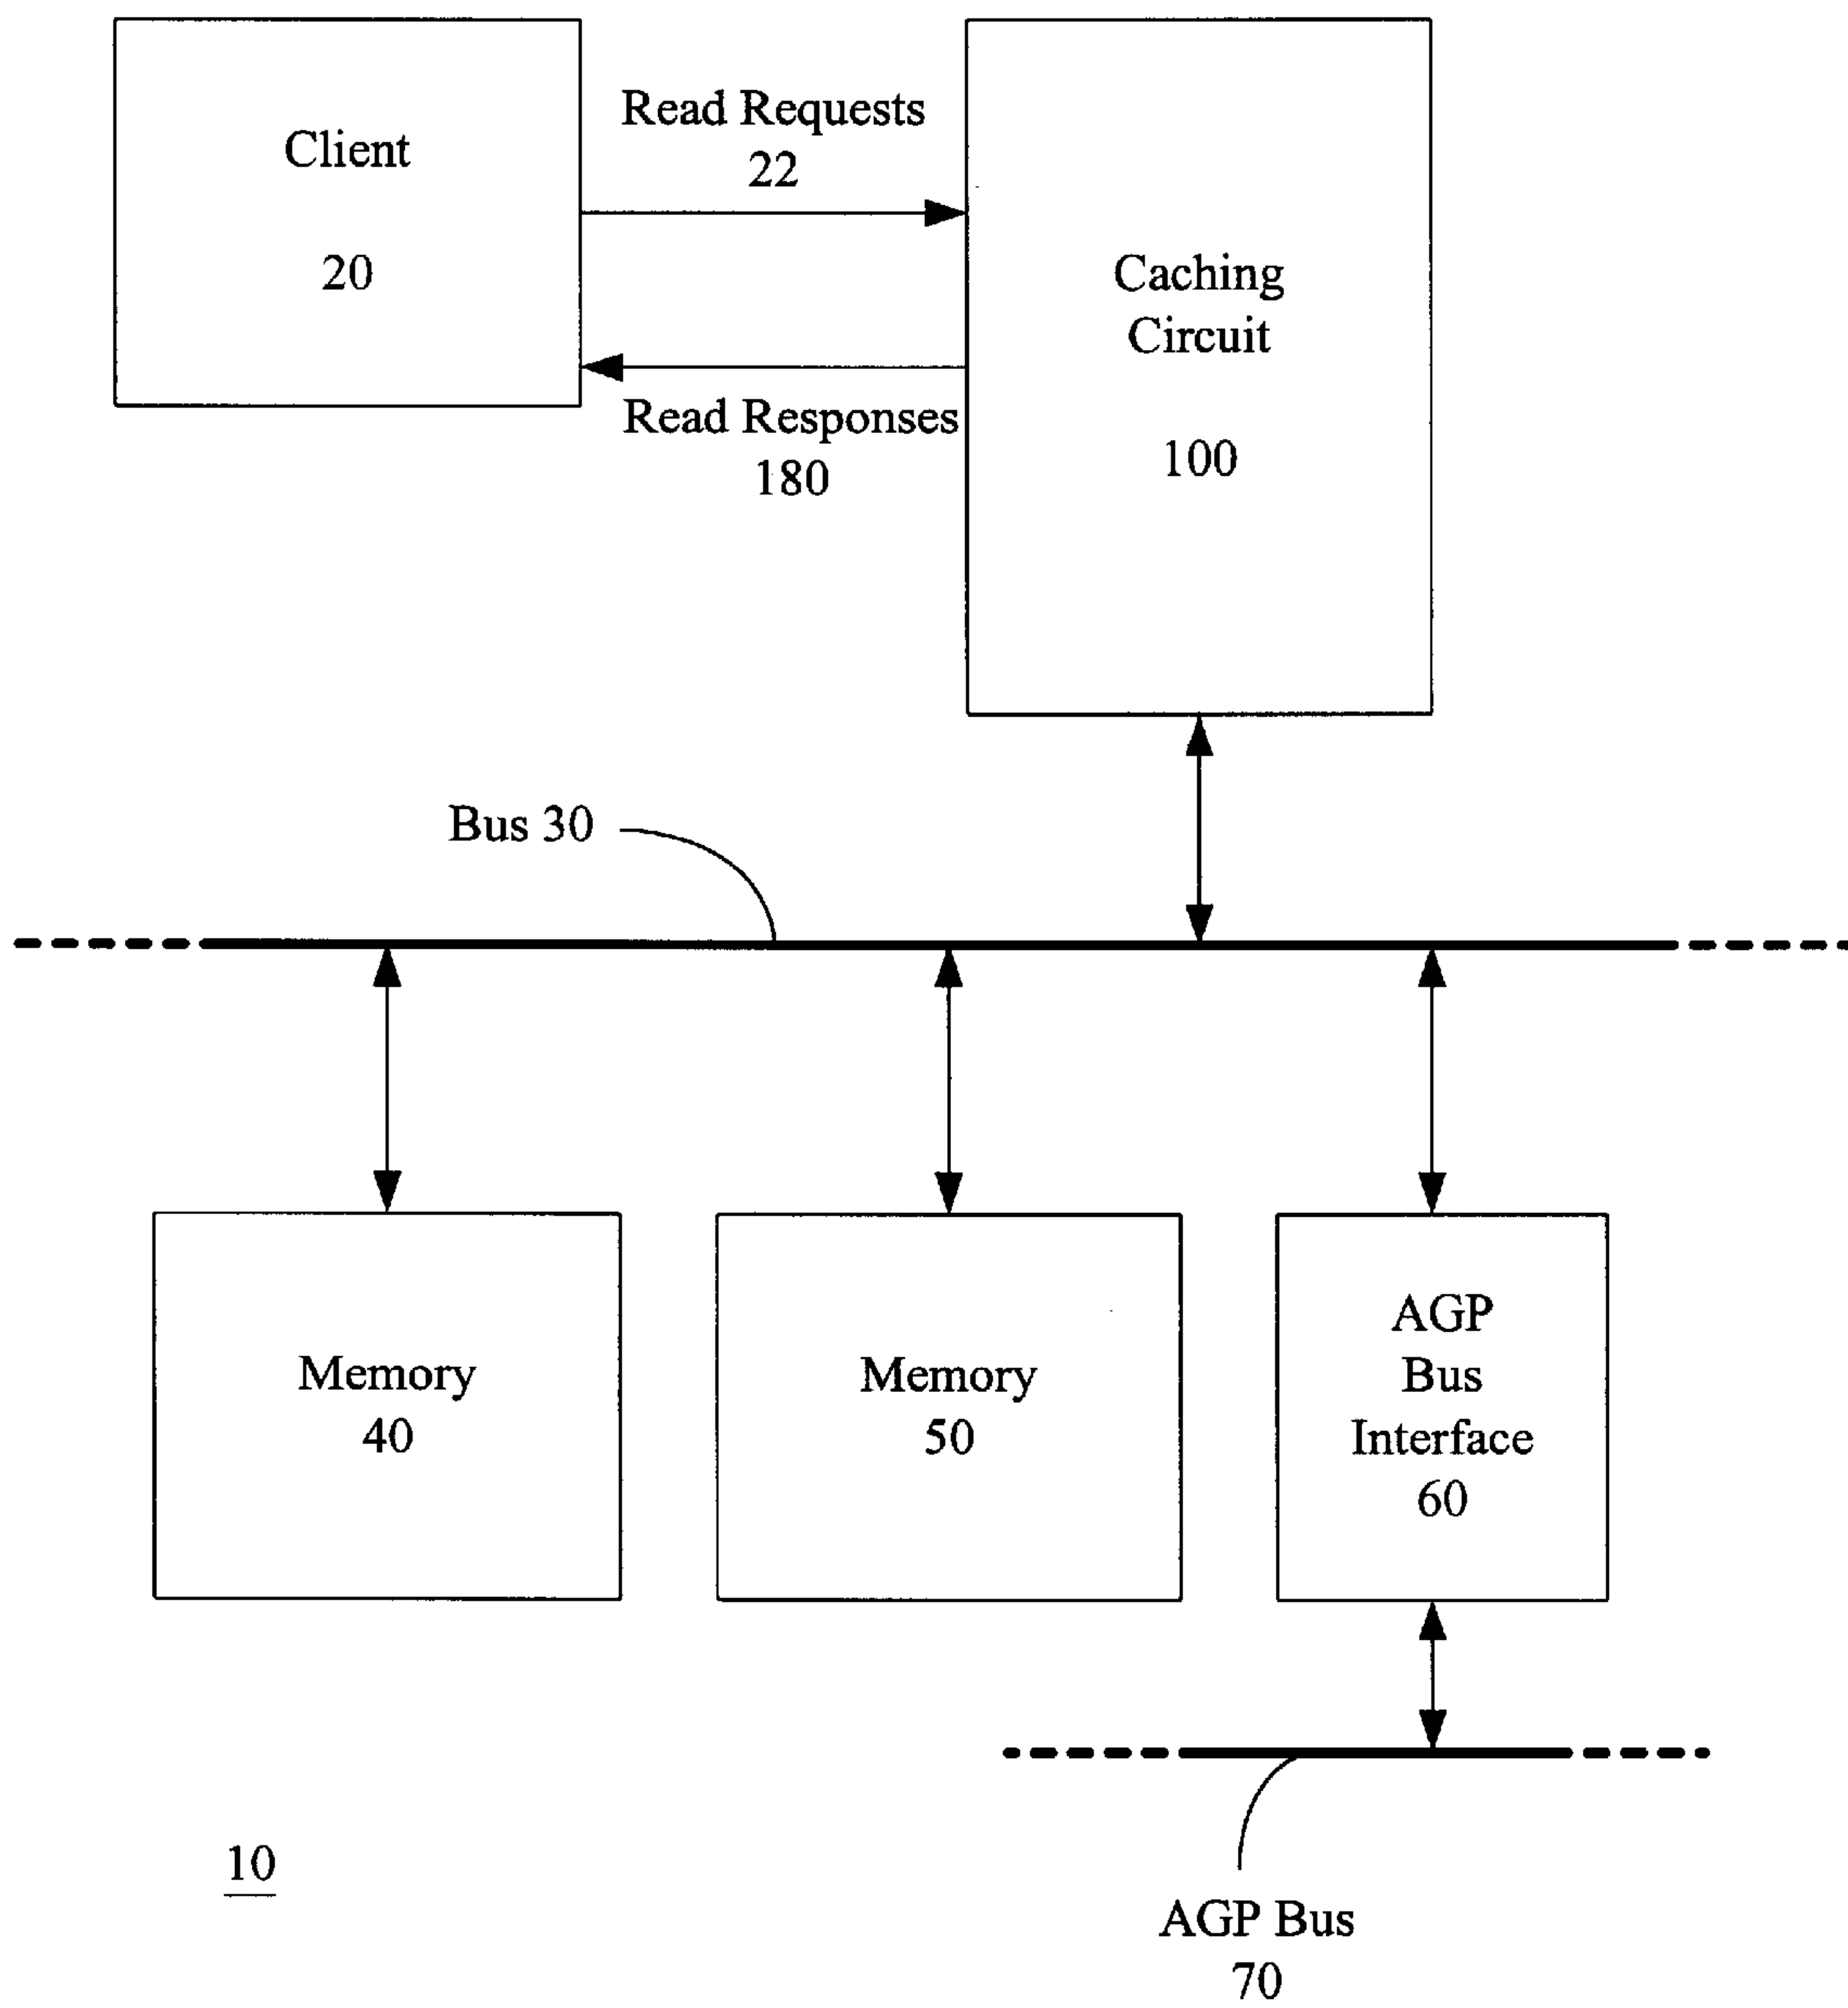 Client
20
Read Requests
22
Read Responses
180
Caching
Circuit
100
Bus 30
Memory
40
Memory
50
AGP
Bus
Interface
60
10
AGP Bus
70